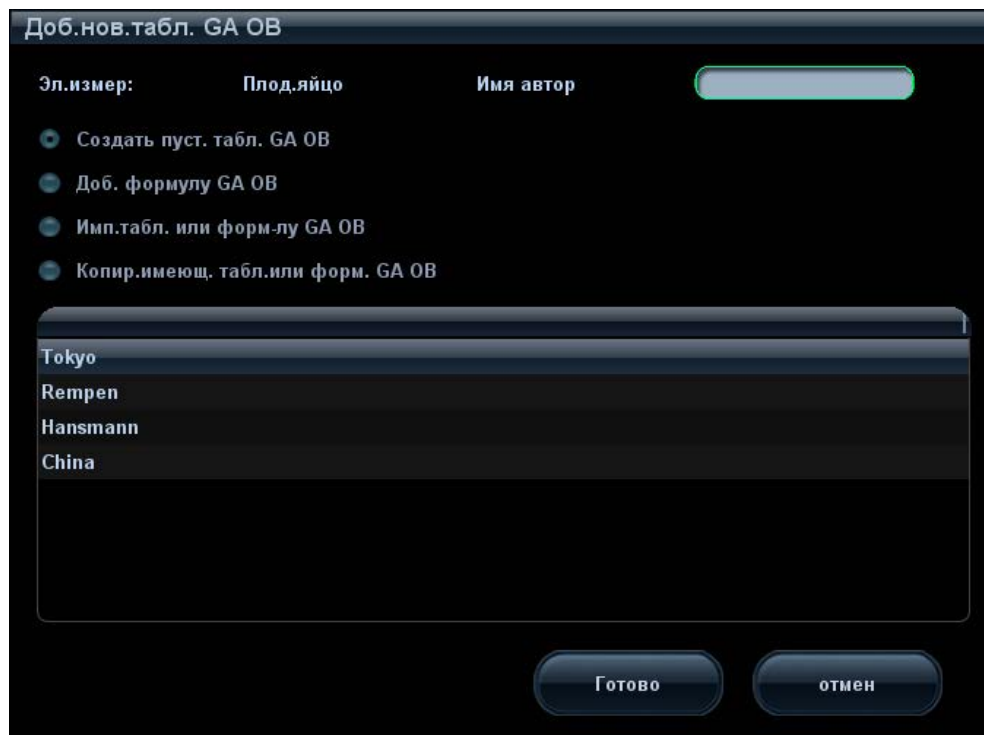 Доб.нов.табл. GA OB
Эл.измер: Плод.яйцо Имя автор
Создать пуст. табл. GA OB
Доб. формулу GA OB
Имп.табл. или форм-лу GA OB
Копир.имеющ. табл.или форм. GA OB
Tokyo
Rempen
Hansmann
China
Готово отмен